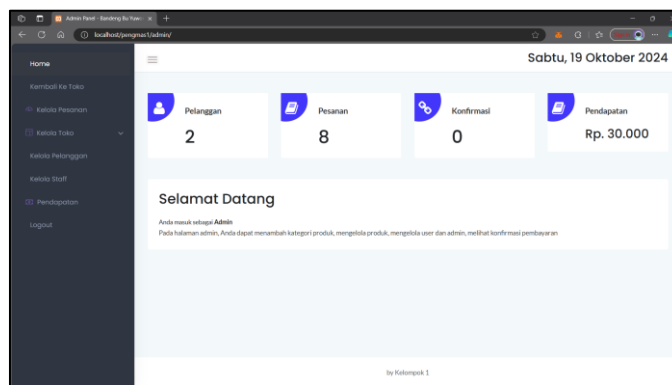 Admin Panel - Bandeng Bu Yuw
localhost/pengmas1/admin/
Home
Kembali Ke Toko
Kelola Pesanan
Kelola Toko
Kelola Pelanggan
Kelola Staff
Pendapatan
Logout
Sabtu, 19 Oktober 2024
Pelanggan
2
Pesanan
8
Konfirmasi
0
Pendapatan
Rp. 30.000
Selamat Datang
Anda masuk sebagai Admin
Pada halaman admin, Anda dapat menambah kategori produk, mengelola produk, mengelola user dan admin, melihat konfirmasi pembayaran
by Kelompok 1